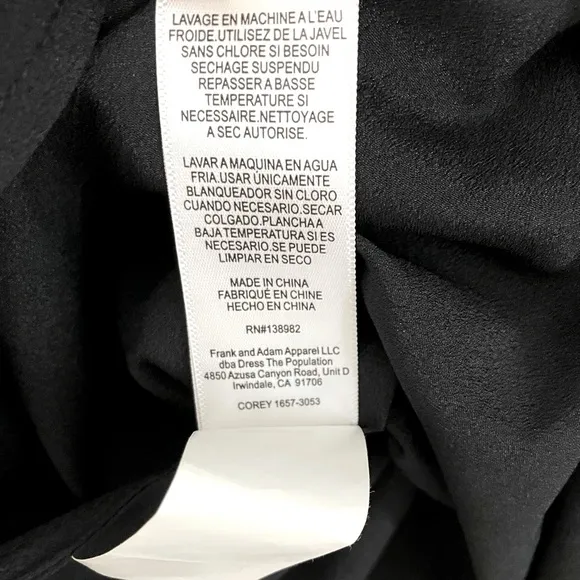 LAVAGE EN MACHINE A L'EAU
FROIDE.UTILISEZ DE LA JAVEL
SANS CHLORE SI BESOIN
SECHAGE SUSPENDU
REPASSER A BASSE
TEMPERATURE SI
NECESSAIRE.NETTOYAGE
A SEC AUTORISE.
LAVAR A MAQUINA EN AGUA
FRIA.USAR ÚNICAMENTE
BLANQUEADOR SIN CLORO
CUANDO NECESARIO.SECAR
COLGADO.PLANCHA A
BAJA TEMPERATURA SI ES
NECESARIO.SE PUEDE
LIMPIAR EN SECO
MADE IN CHINA
FABRIQUÉ EN CHINE
HECHO EN CHINA
RN#138982
Frank and Adam Apparel LLC
dba Dress The Population
4850 Azusa Canyon Road, Unit D
Irwindale, CA 91706
COREY 1657-3053